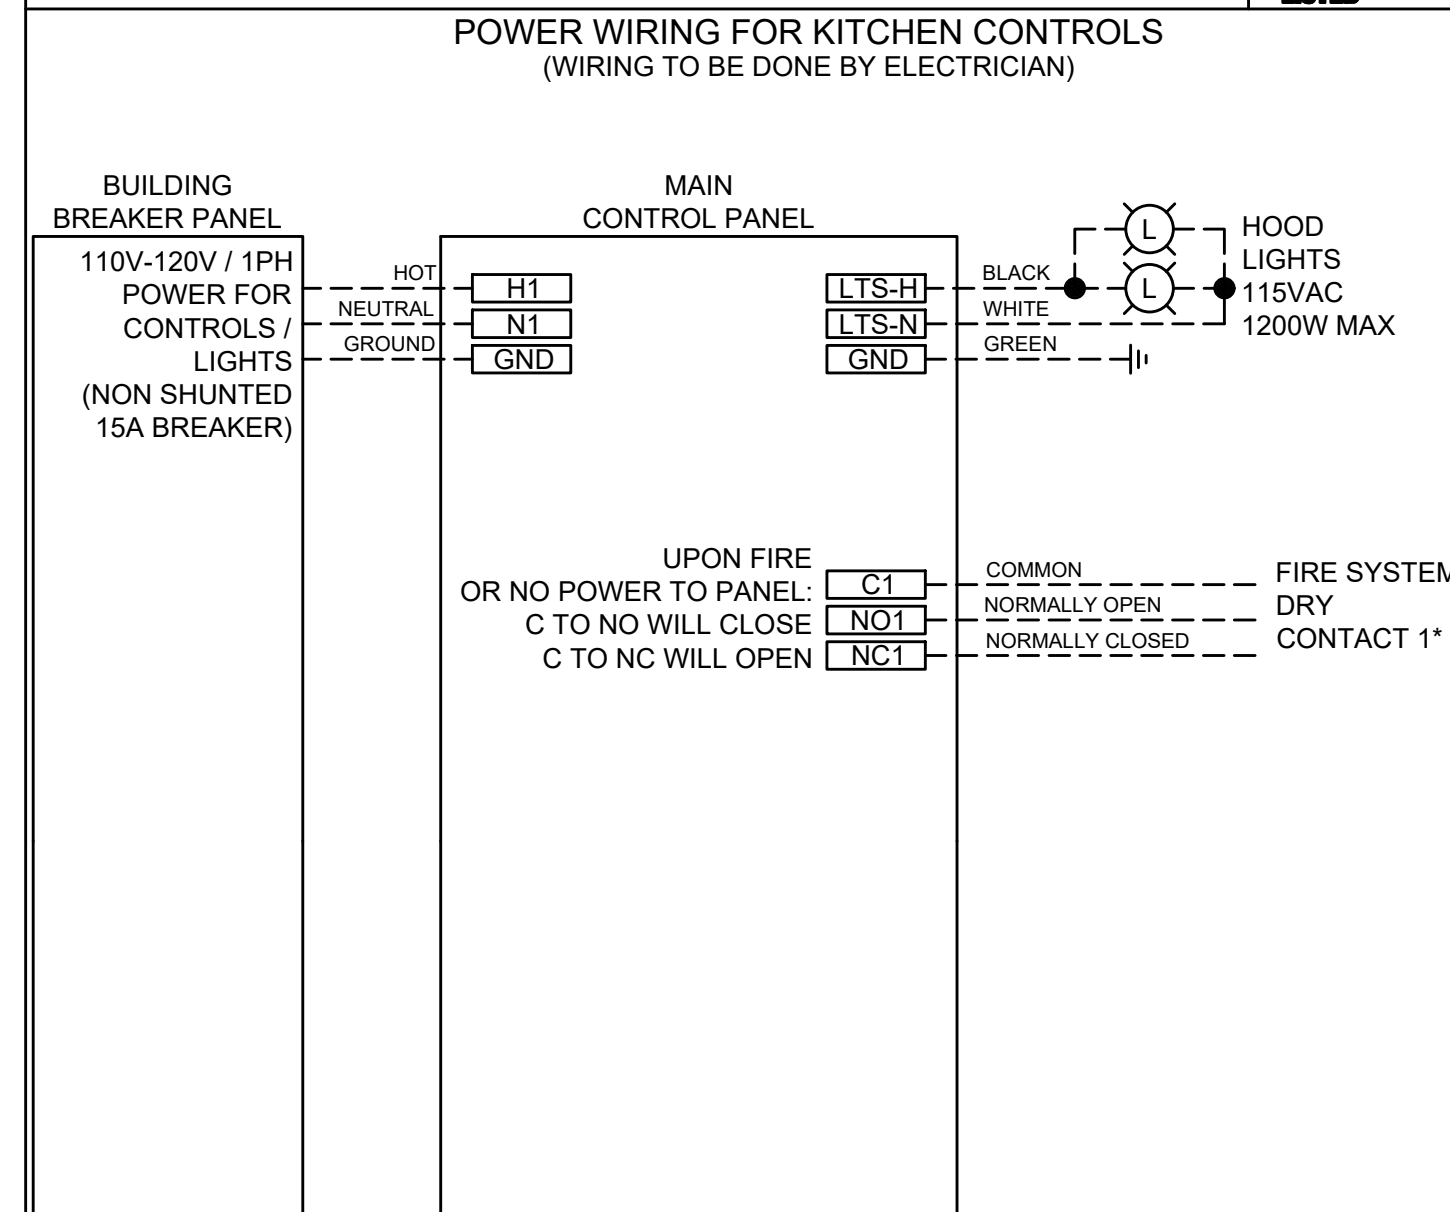 POWER WIRING FOR KITCHEN CONTROLS
(WIRING TO BE DONE BY ELECTRICIAN)
BUILDING
BREAKER PANEL
110V-120V / 1PH
POWER FOR
CONTROLS /
LIGHTS
(NON SHUNTED
15A BREAKER)
HOT
NEUTRAL
GROUND
MAIN
CONTROL PANEL
H1
N1
GND
LTS-H
LTS-N
GND
BLACK
WHITE
GREEN
L
L
HOOD
LIGHTS
115VAC
1200W MAX
UPON FIRE
OR NO POWER TO PANEL:
C TO NO WILL CLOSE
C TO NC WILL OPEN
C1
NO1
NC1
COMMON
NORMALLY OPEN
NORMALLY CLOSED
FIRE SYSTEM
DRY
CONTACT 1*